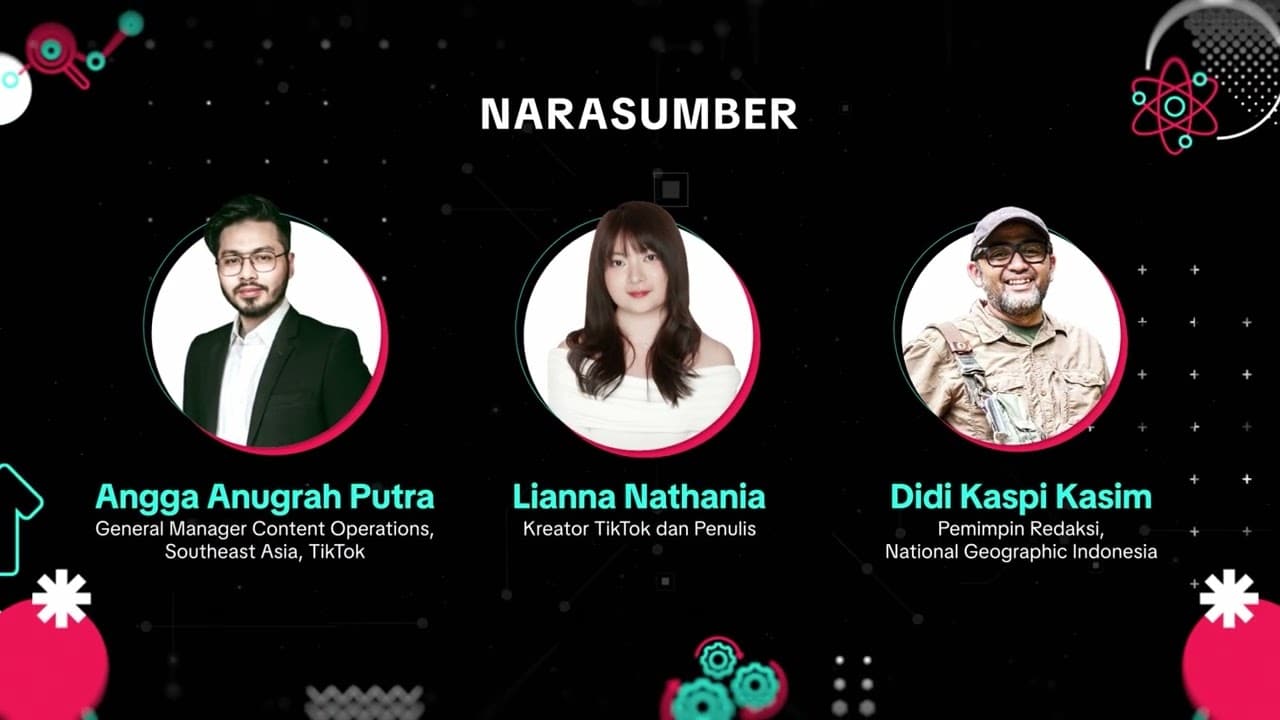 NARASUMBER
Angga Anugrah Putra
General Manager Content Operations,
Southeast Asia, TikTok
Lianna Nathania
Kreator TikTok dan Penulis
Didi Kaspi Kasim
Pemimpin Redaksi,
National Geographic Indonesia